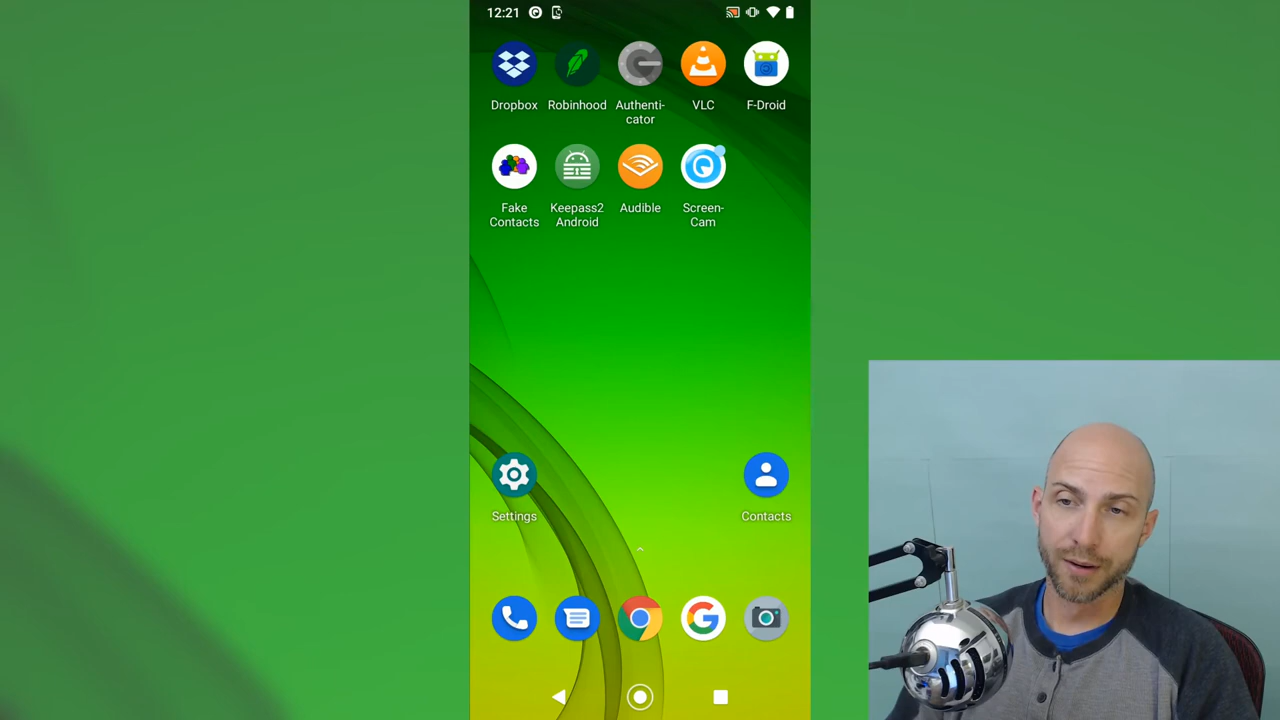 12:21
Dropbox
Robinhood
Authenti-
cator
VLC
F-Droid
Fake
Contacts
Keepass2
Android
Audible
Screen-
Cam
Settings
Contacts